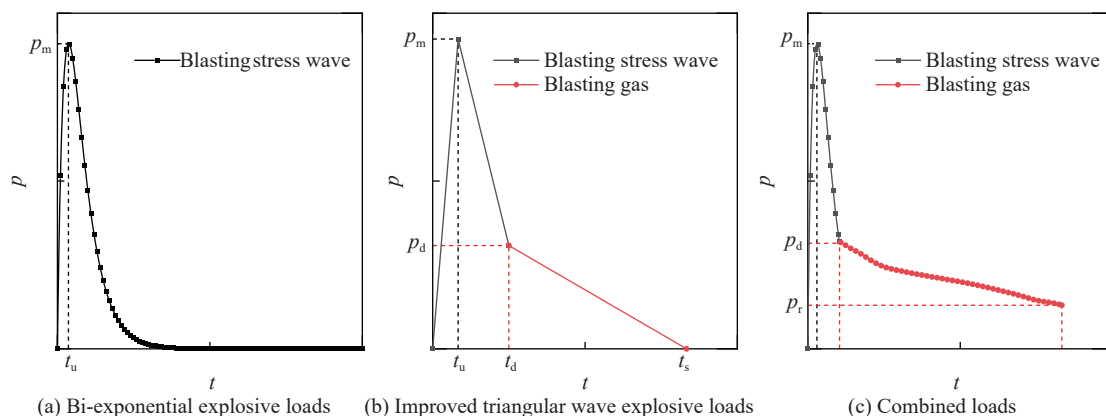 p_m
Blasting stress wave
p
t_u
t
(a) Bi-exponential explosive loads
p_m
Blasting stress wave
Blasting gas
p
p_d
t_u
t_d
t_s
t
(b) Improved triangular wave explosive loads
p_m
Blasting stress wave
Blasting gas
p
p_d
p_r
t
(c) Combined loads